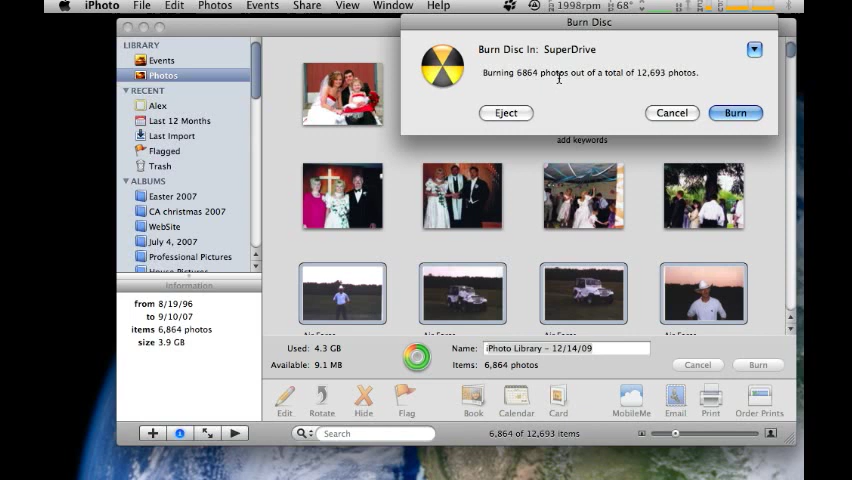 iPhoto File Edit Photos Events Share View Window Help 1998rpm 68°
Burn Disc
Burn Disc In: SuperDrive
Burning 6864 photos out of a total of 12,693 photos.
Eject Cancel Burn
add keywords
LIBRARY
Events
Photos
RECENT
Alex
Last 12 Months
Last Import
Flagged
Trash
ALBUMS
Easter 2007
CA christmas 2007
WebSite
July 4, 2007
Professional Pictures
House Pictures
Information
from 8/19/96
to 9/10/07
items 6,864 photos
size 3.9 GB
Used: 4.3 GB
Available: 9.1 MB
Name: iPhoto Library - 12/14/09
Items: 6,864 photos
Cancel Burn
Edit Rotate Hide Flag Book Calendar Card MobileMe Email Print Order Prints
Search
6,864 of 12,693 items